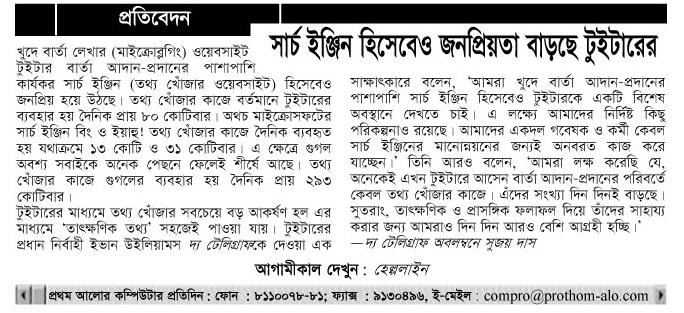 প্রতিবেদন
সার্চ ইঞ্জিন হিসেবেও জনপ্রিয়তা বাড়ছে টুইটারের
খুদে বার্তা লেখার (মাইক্রোব্লগিং) ওয়েবসাইট
টুইটার বার্তা আদান-প্রদানের পাশাপাশি
কার্যকর সার্চ ইঞ্জিন (তথ্য খোঁজার ওয়েবসাইট) হিসেবেও
জনপ্রিয় হয়ে উঠছে। তথ্য খোঁজার কাজে বর্তমানে টুইটারের
ব্যবহার হয় দৈনিক প্রায় ৮০ কোটিবার। অথচ মাইক্রোসফটের
সার্চ ইঞ্জিন বিং ও ইয়াহু! তথ্য খোঁজার কাজে দৈনিক ব্যবহৃত
হয় যথাক্রমে ১৩ কোটি ও ৩১ কোটিবার। এ ক্ষেত্রে গুগল
অবশ্য সবাইকে অনেক পেছনে ফেলেই শীর্ষে আছে। তথ্য
খোঁজার কাজে গুগলের ব্যবহার হয় দৈনিক প্রায় ২৯৩
কোটিবার।
টুইটারের মাধ্যমে তথ্য খোঁজার সবচেয়ে বড় আকর্ষণ হল এর
মাধ্যমে ‘তাৎক্ষণিক তথ্য’ সহজেই পাওয়া যায়। টুইটারের
প্রধান নির্বাহী ইভান উইলিয়ামস দ্য টেলিগ্রাফকে দেওয়া এক
সাক্ষাৎকারে বলেন, ‘আমরা খুদে বার্তা আদান-প্রদানের
পাশাপাশি সার্চ ইঞ্জিন হিসেবেও টুইটারকে একটি বিশেষ
অবস্থানে দেখতে চাই। এ লক্ষ্যে আমাদের নির্দিষ্ট কিছু
পরিকল্পনাও রয়েছে। আমাদের একদল গবেষক ও কর্মী কেবল
সার্চ ইঞ্জিনের মানোন্নয়নের জন্যই অনবরত কাজ করে
যাচ্ছেন।’ তিনি আরও বলেন, ‘আমরা লক্ষ করেছি যে,
অনেকেই এখন টুইটারে আসেন বার্তা আদান-প্রদানের পরিবর্তে
কেবল তথ্য খোঁজার কাজে। এঁদের সংখ্যা দিন দিনই বাড়ছে।
সুতরাং, তাৎক্ষণিক ও প্রাসঙ্গিক ফলাফল দিয়ে তাঁদের সাহায্য
করার জন্য আমরাও দিন দিন আরও বেশি আগ্রহী হচ্ছি।’
—দ্য টেলিগ্রাফ অবলম্বনে সুজয় দাস
আগামীকাল দেখুন : হেল্পলাইন
প্রথম আলোর কম্পিউটার প্রতিদিন : ফোন : ৮১১০০৭৮-৮১; ফ্যাক্স : ৯১৩০৪৯৬, ই-মেইল : compro@prothom-alo.com